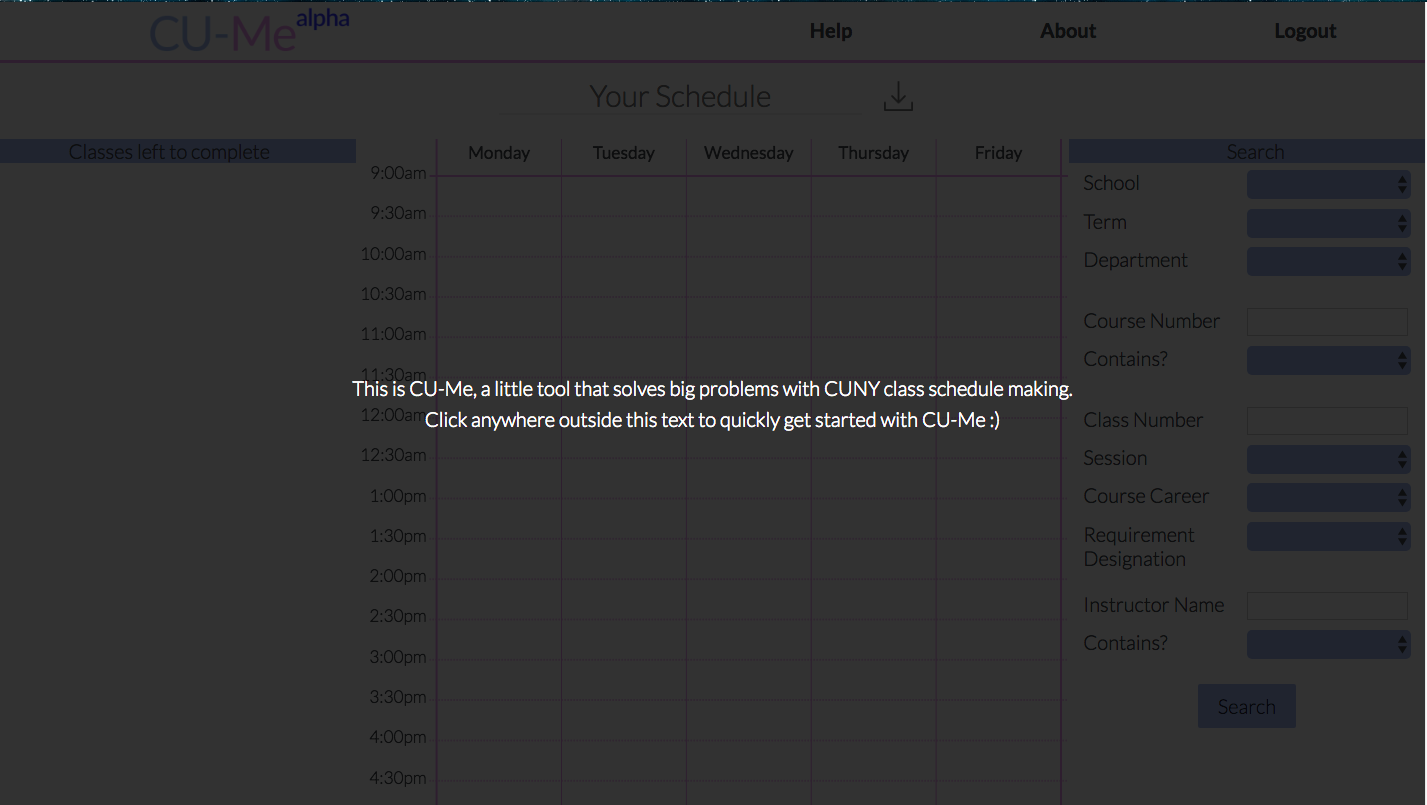 CU-Me alpha
Help
About
Logout
Your Schedule
Classes left to complete
Monday
Tuesday
Wednesday
Thursday
Friday
9:00am
9:30am
10:00am
10:30am
11:00am
11:30am
12:00am
12:30am
1:00pm
1:30pm
2:00pm
2:30pm
3:00pm
3:30pm
4:00pm
4:30pm
This is CU-Me, a little tool that solves big problems with CUNY class schedule making.
Click anywhere outside this text to quickly get started with CU-Me :)
Search
School
Term
Department
Course Number
Contains?
Class Number
Session
Course Career
Requirement
Designation
Instructor Name
Contains?
Search